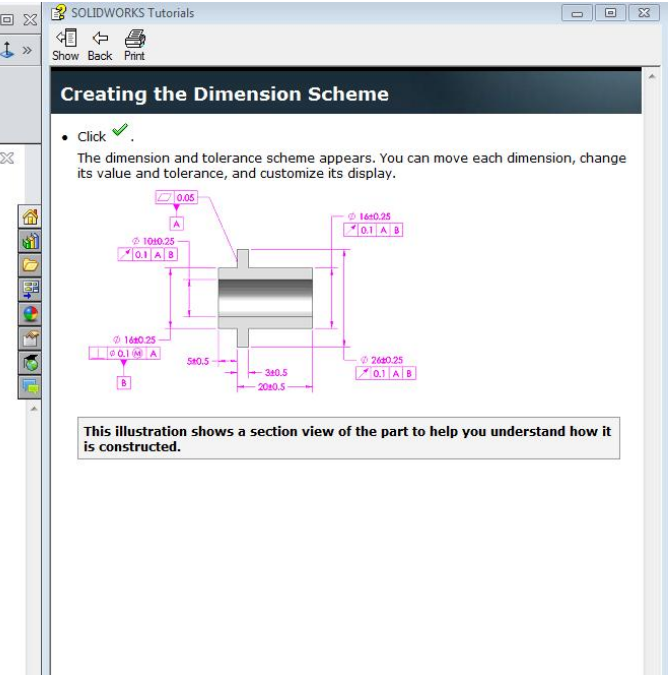 SOLIDWORKS Tutorials
Show Back Print
Creating the Dimension Scheme
• Click .
The dimension and tolerance scheme appears. You can move each dimension, change
its value and tolerance, and customize its display.
0.05
A
⌀ 16±0.25
0.1 A B
⌀ 10±0.25
0.1 A B
⌀ 16±0.25
⌀ 0.1 Ⓜ A
B
5±0.5
3±0.5
20±0.5
⌀ 26±0.25
0.1 A B
This illustration shows a section view of the part to help you understand how it
is constructed.